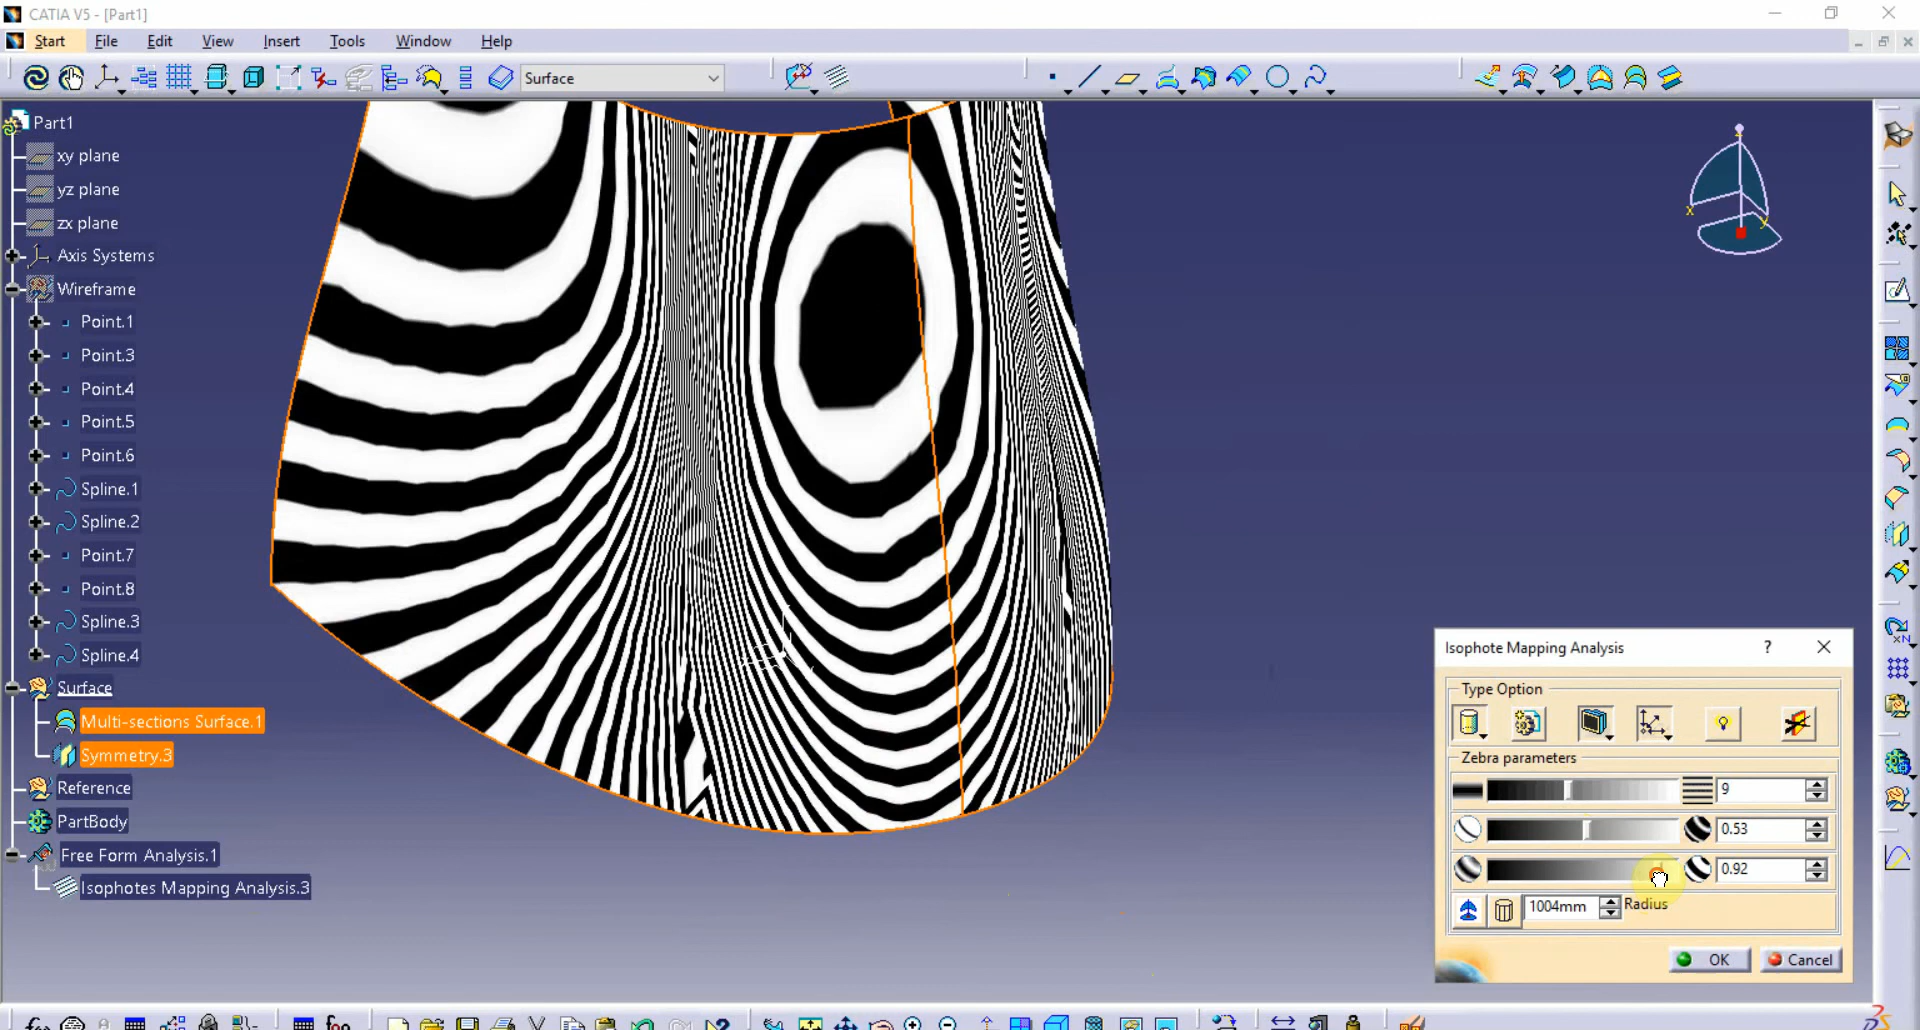 CATIA V5 - [Part1]
Start File Edit View Insert Tools Window Help
Surface
Part1
xy plane
yz plane
zx plane
Axis Systems
Wireframe
Point.1
Point.3
Point.4
Point.5
Point.6
Spline.1
Spline.2
Point.7
Point.8
Spline.3
Spline.4
Surface
Multi-sections Surface.1
Symmetry.3
Reference
PartBody
Free Form Analysis.1
Isophotes Mapping Analysis.3
x
y
Isophote Mapping Analysis ?
Type Option
Zebra parameters
9
0.53
0.92
1004mm Radius
OK Cancel